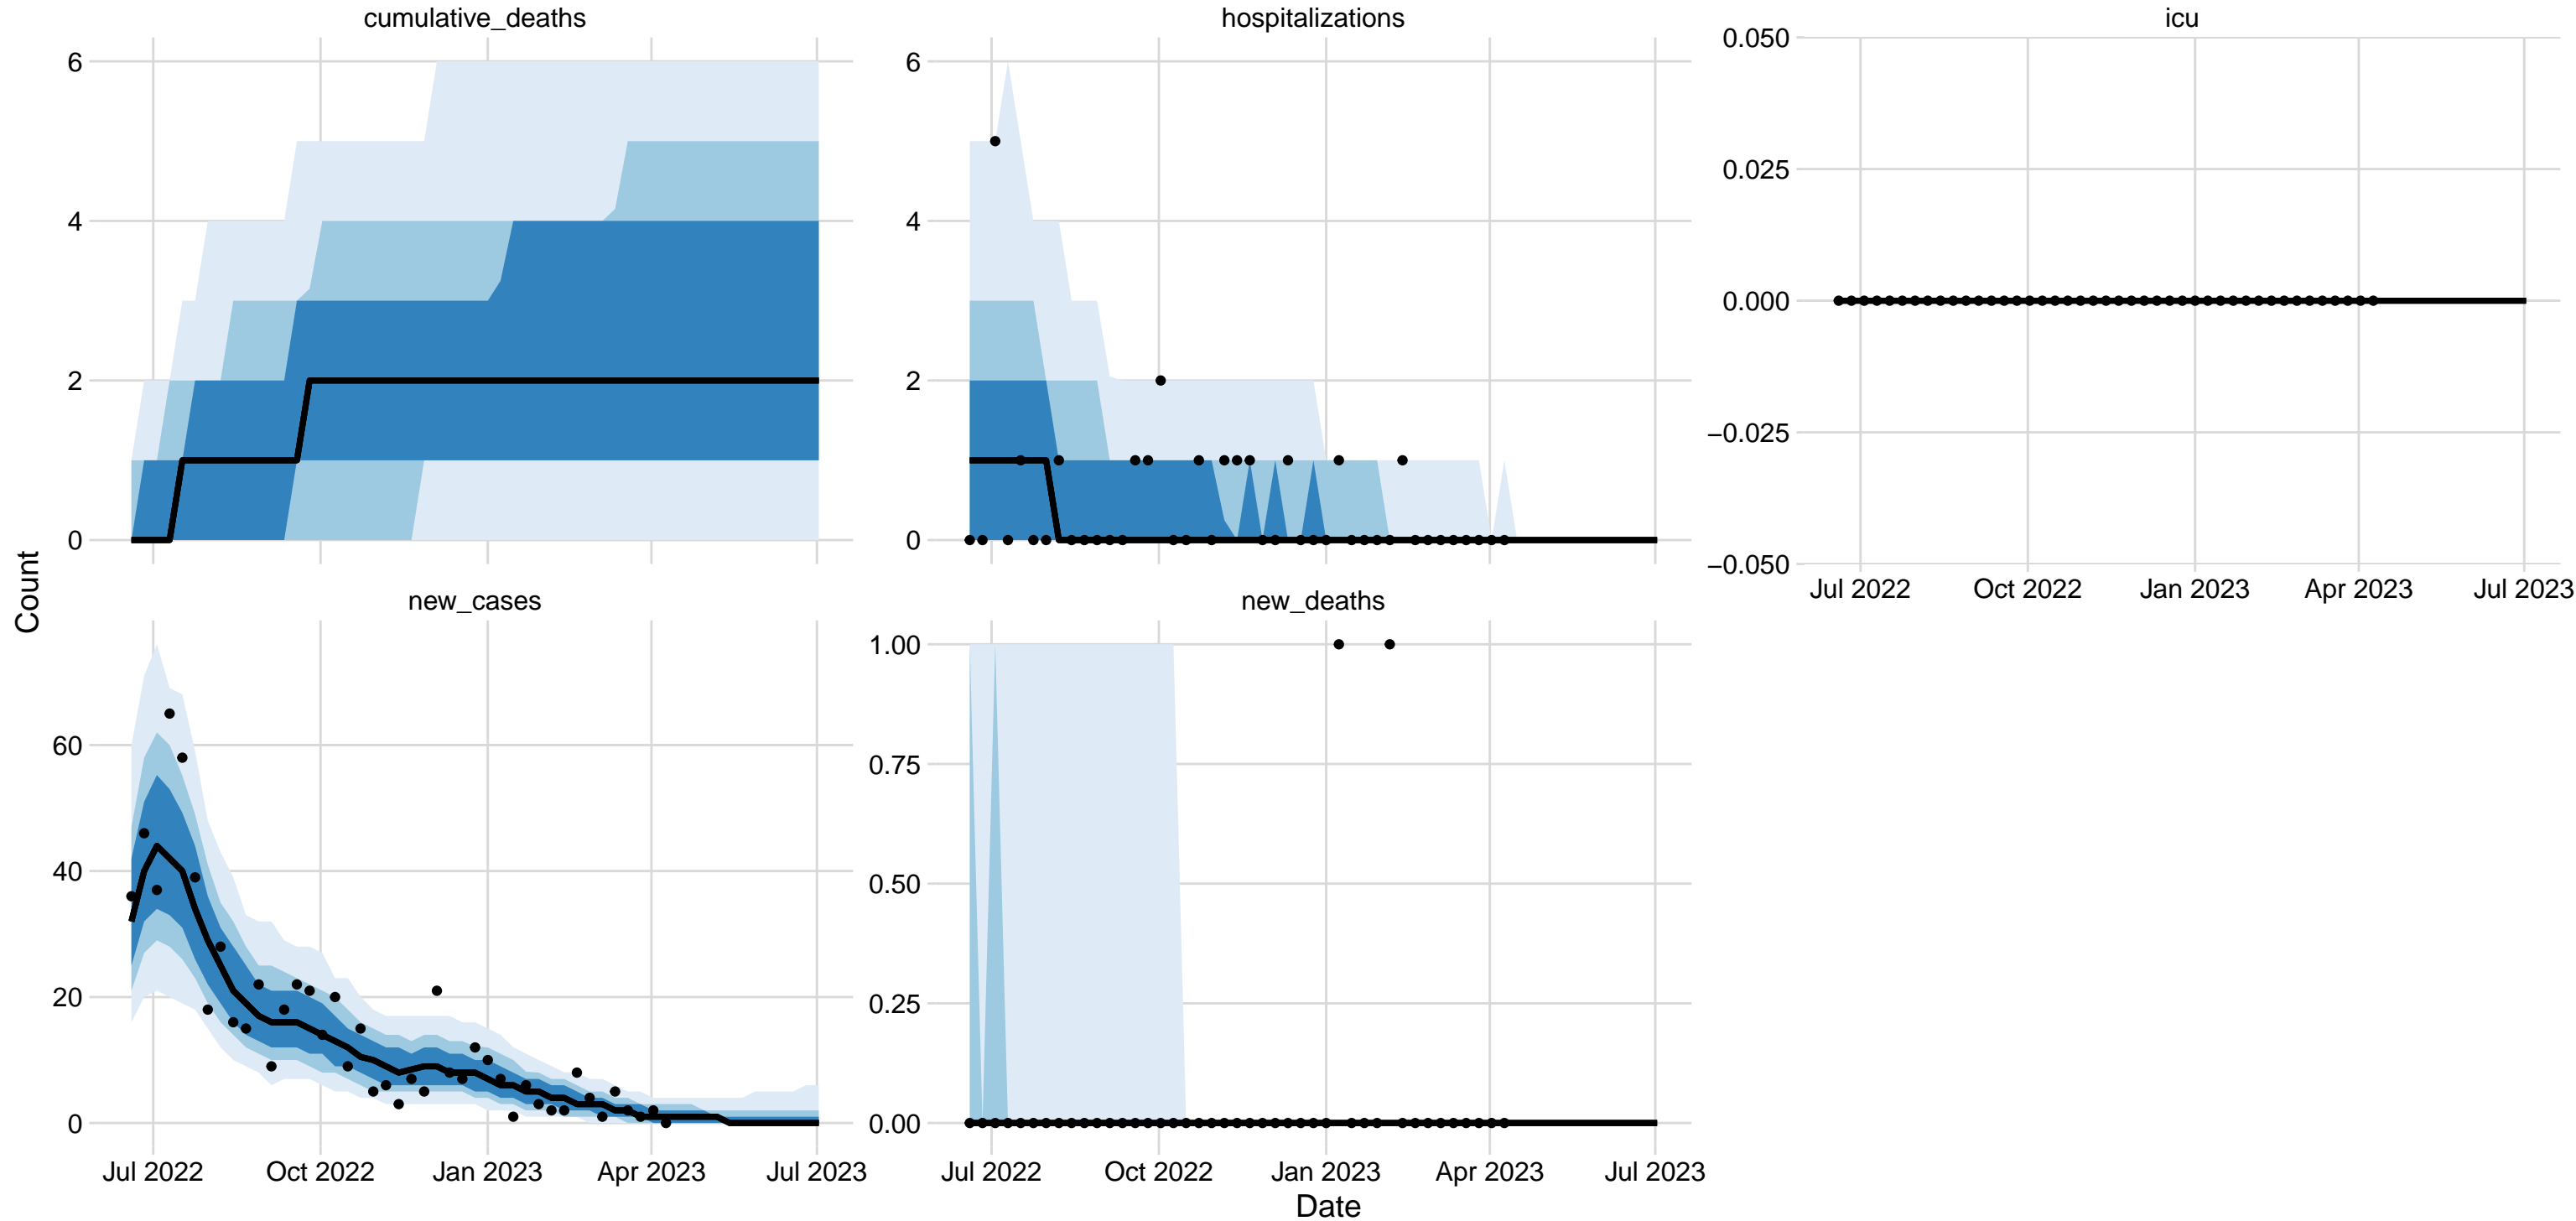 cumulative_deaths
6
4
2
0
hospitalizations
6
4
2
0
icu
0.050
0.025
0.000
−0.025
−0.050
Jul 2022 Oct 2022 Jan 2023 Apr 2023 Jul 2023
Count
new_cases
60
40
20
0
Jul 2022 Oct 2022 Jan 2023 Apr 2023 Jul 2023
new_deaths
1.00
0.75
0.50
0.25
0.00
Jul 2022 Oct 2022 Jan 2023 Apr 2023 Jul 2023
Date